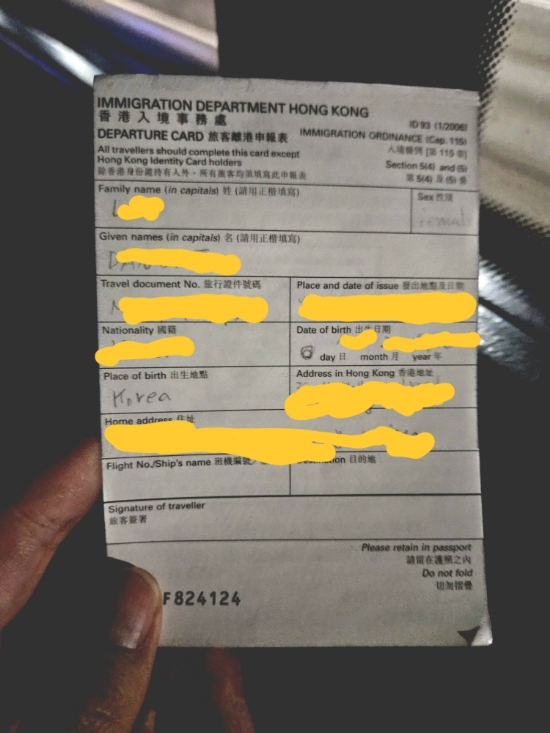 IMMIGRATION DEPARTMENT HONG KONG
香港入境事務處
ID 93 (1/2006)
DEPARTURE CARD 旅客離港申報表
IMMIGRATION ORDINANCE (Cap. 115)
入境條例 [第 115 章]
All travellers should complete this card except
Hong Kong Identity Card holders
Section 5(4) and (5)
除香港身份證持有人外,所有旅客均須填寫此申報表
第 5(4) 及 (5) 條
Family name (in capitals) 姓 (請用正楷填寫)
Sex 性別
female
Given names (in capitals) 名 (請用正楷填寫)
Travel document No. 旅行證件號碼
Place and date of issue 發出地點及日期
Nationality 國籍
Date of birth 出生日期
day 日 month 月 year 年
Place of birth 出生地點
Address in Hong Kong 香港地址
Korea
Home address 住址
Flight No./Ship's name 班機編號/
目的地
Signature of traveller
旅客簽署
Please retain in passport
請留在護照之內
Do not fold
切勿摺疊
F824124